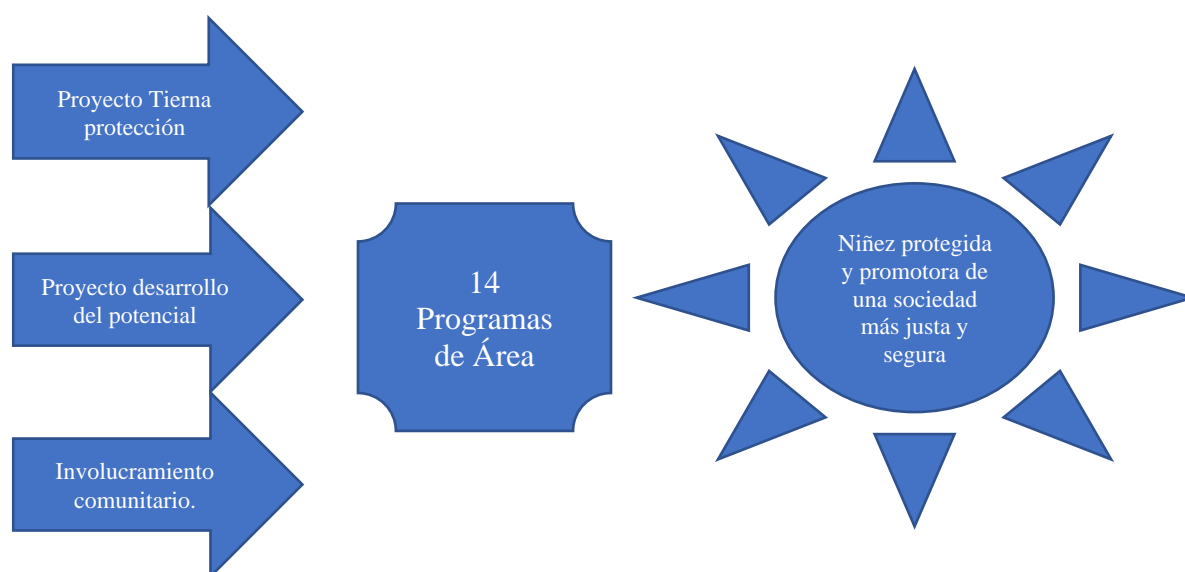 Proyecto Tierna
protección
Proyecto desarrollo
del potencial
Involucramiento
comunitario.
14
Programas
de Área
Niñez protegida
y promotora de
una sociedad
más justa y
segura